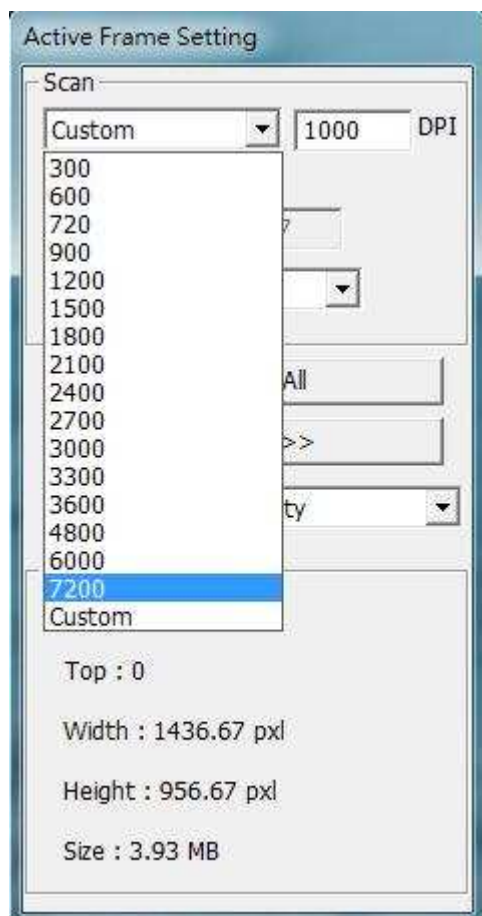 Active Frame Setting
Scan
Custom 1000 DPI
300
600
720
900
1200
1500
1800
2100
2400
2700
3000
3300
3600
4800
6000
7200
Custom
All
>>
ty
Top : 0
Width : 1436.67 pxl
Height : 956.67 pxl
Size : 3.93 MB